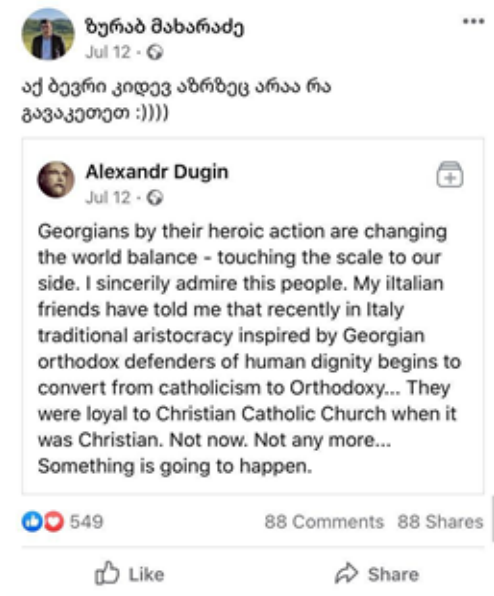 ზურაბ მახარაძე
Jul 12 ·
აქ ბევრი კიდევ აზრზეც არაა რა
გავაკეთეთ :))))
Alexandr Dugin
Jul 12 ·
Georgians by their heroic action are changing
the world balance - touching the scale to our
side. I sincerily admire this people. My iItalian
friends have told me that recently in Italy
traditional aristocracy inspired by Georgian
orthodox defenders of human dignity begins to
convert from catholicism to Orthodoxy... They
were loyal to Christian Catholic Church when it
was Christian. Not now. Not any more...
Something is going to happen.
549 88 Comments 88 Shares
Like Share